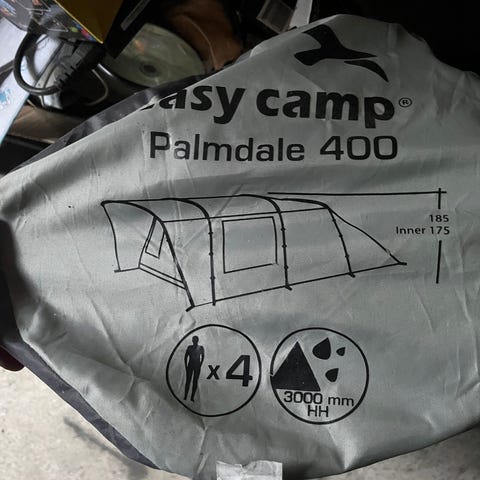 easy camp®
Palmdale 400
185
Inner 175
x 4
3000 mm
HH